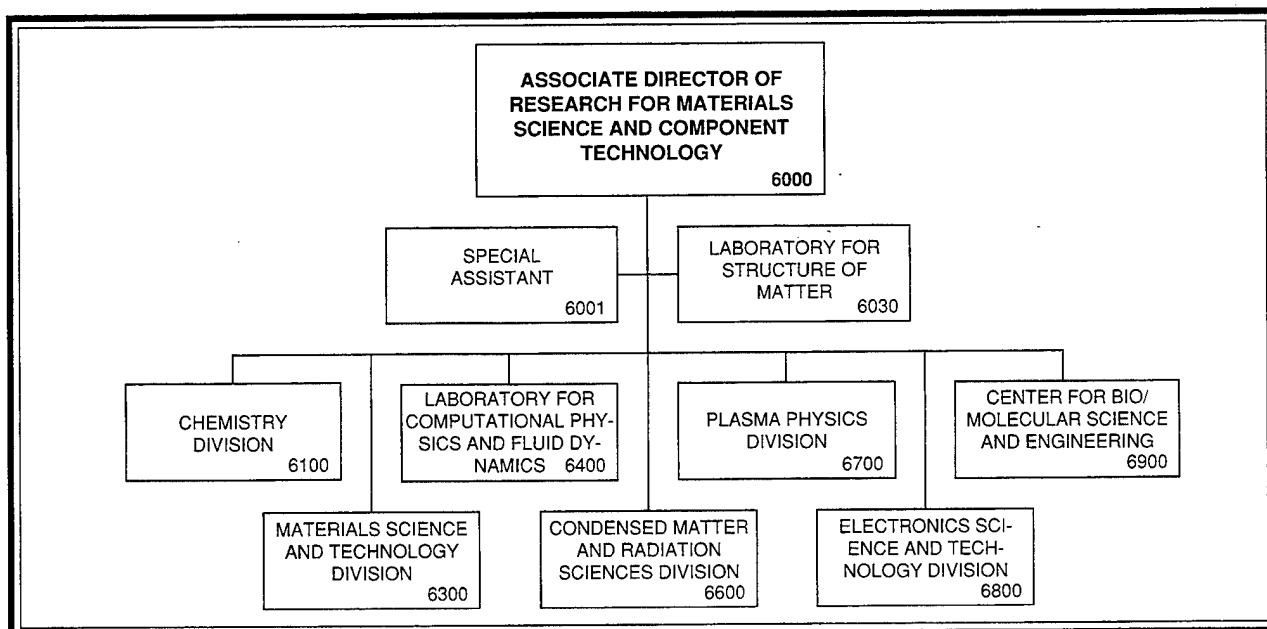 ASSOCIATE DIRECTOR OF
RESEARCH FOR MATERIALS
SCIENCE AND COMPONENT
TECHNOLOGY
6000
SPECIAL
ASSISTANT
6001
LABORATORY FOR
STRUCTURE OF
MATTER
6030
CHEMISTRY
DIVISION
6100
LABORATORY FOR
COMPUTATIONAL PHY-
SICS AND FLUID DY-
NAMICS 6400
PLASMA PHYSICS
DIVISION
6700
CENTER FOR BIO/
MOLECULAR SCIENCE
AND ENGINEERING
6900
MATERIALS SCIENCE
AND TECHNOLOGY
DIVISION
6300
CONDENSED MATTER
AND RADIATION
SCIENCES DIVISION
6600
ELECTRONICS SCI-
ENCE AND TECH-
NOLOGY DIVISION
6800